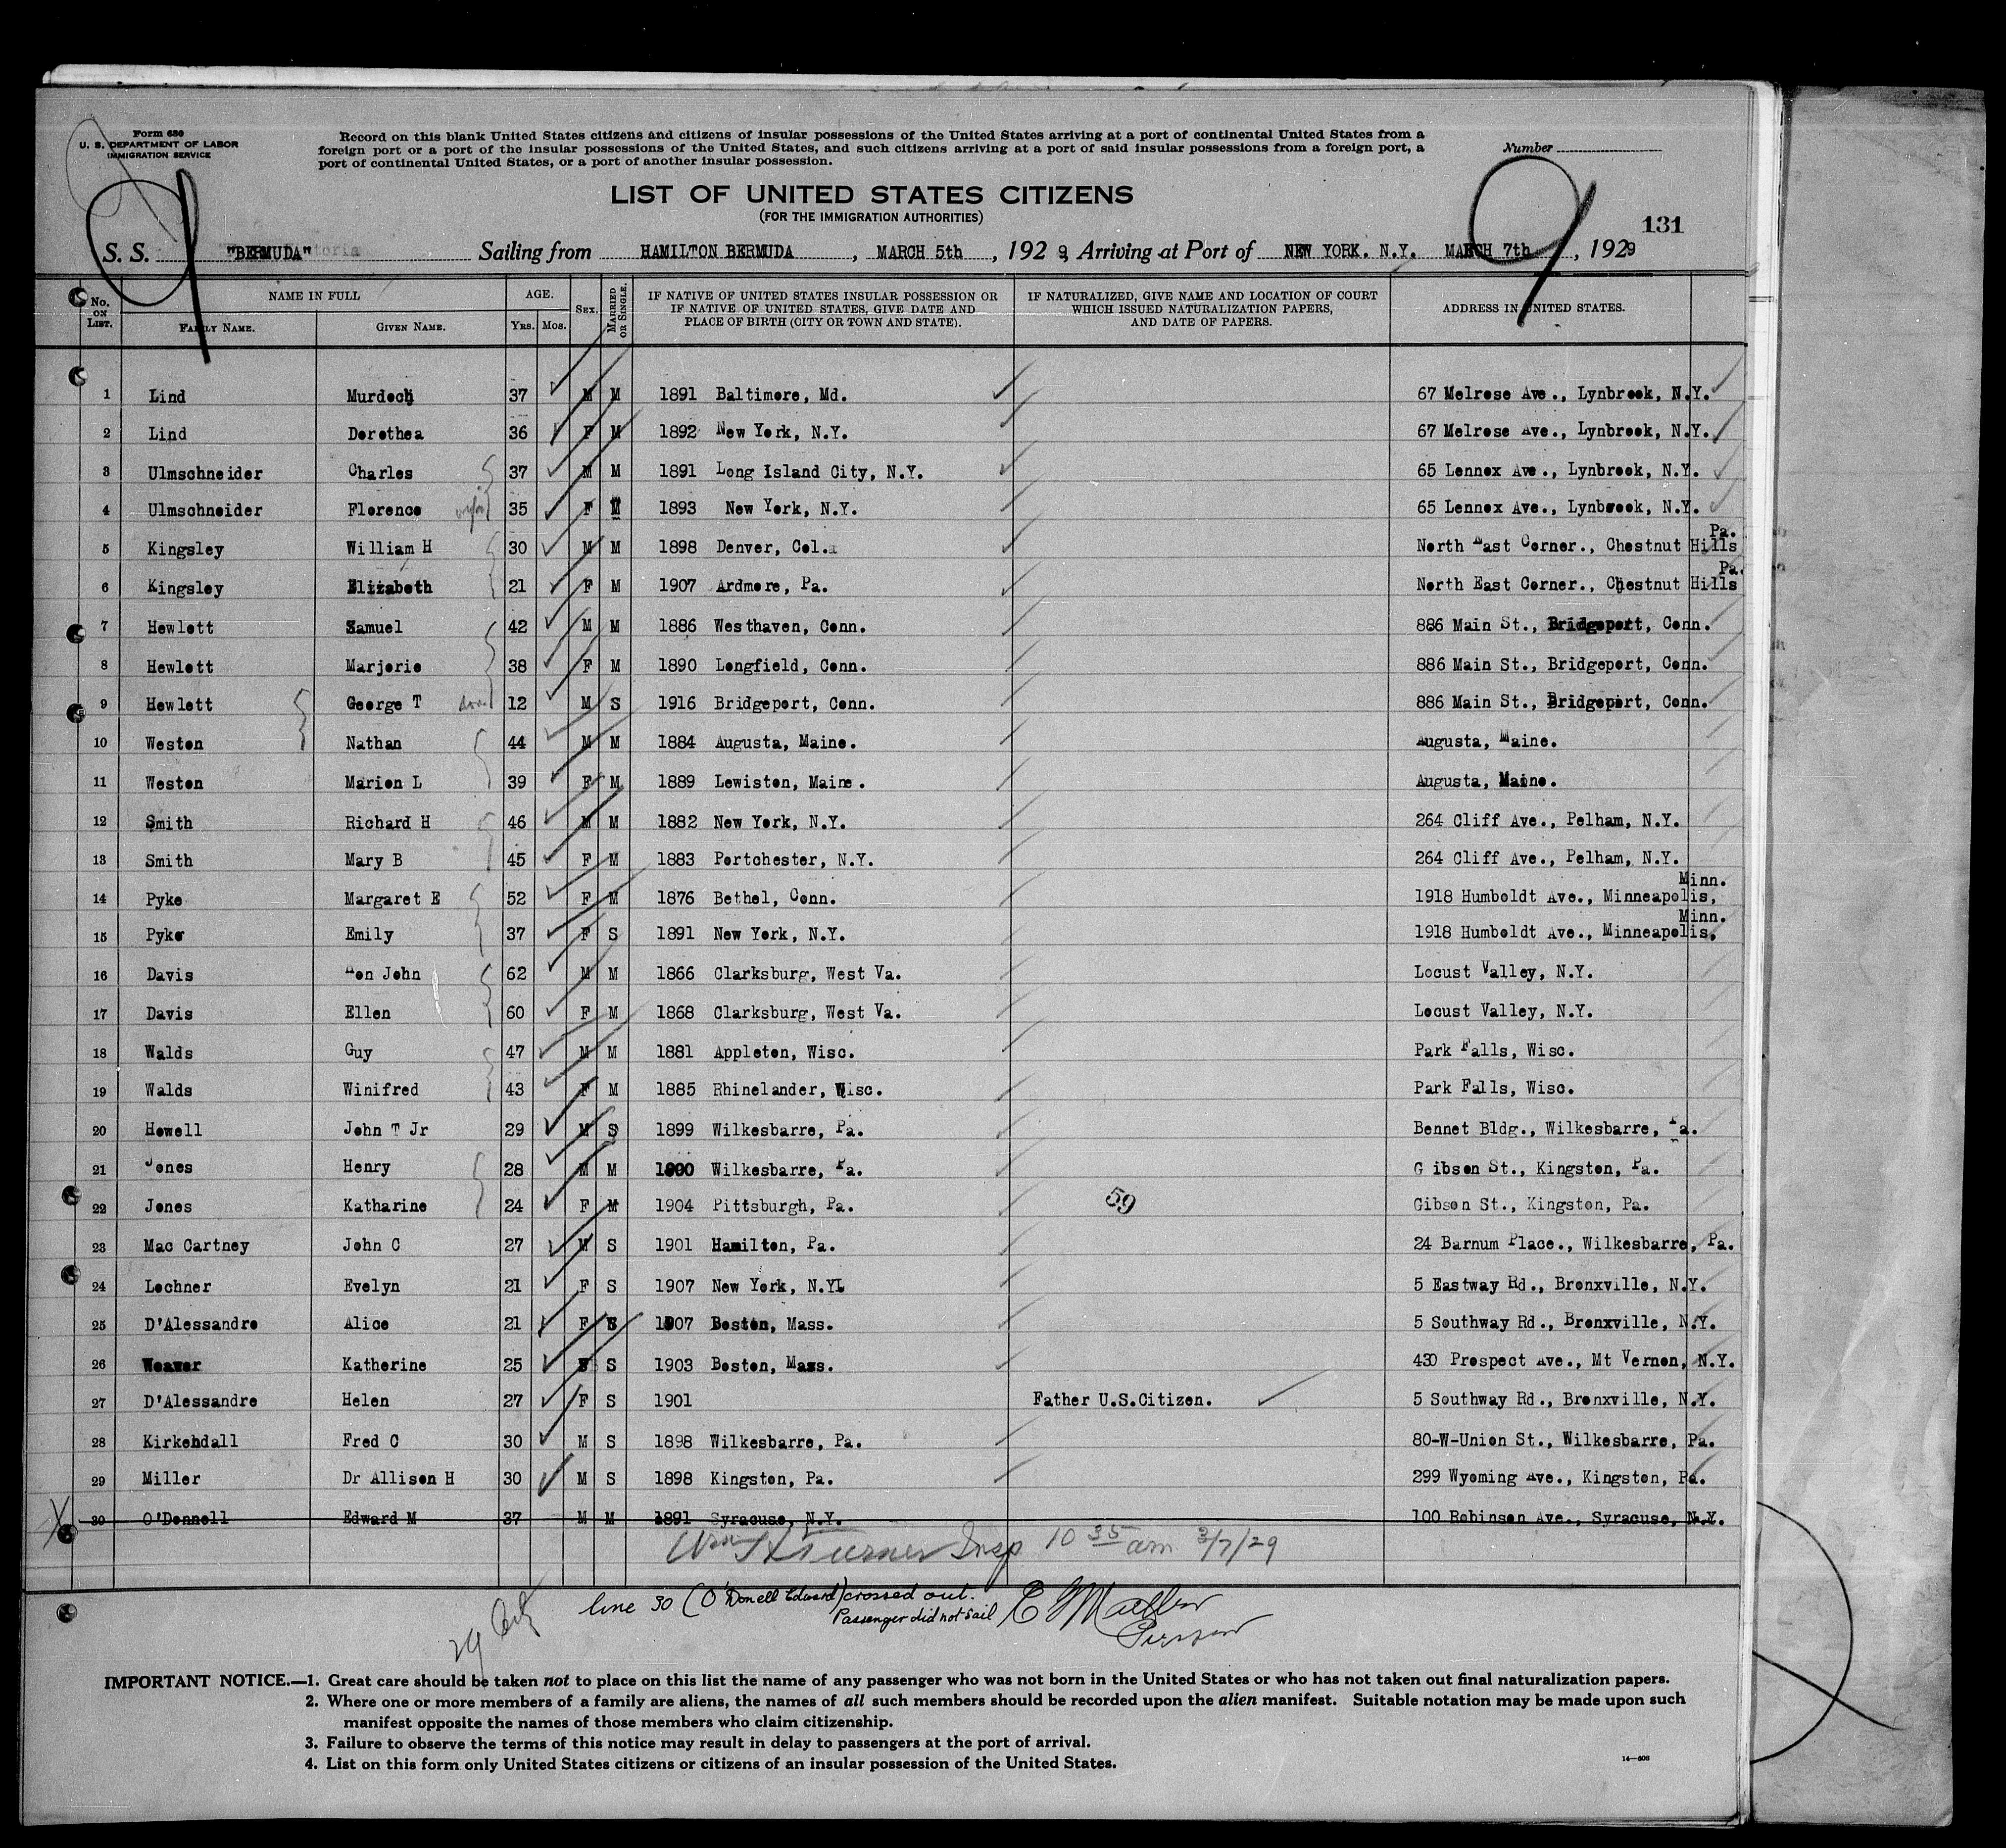 Form 630
U. S. DEPARTMENT OF LABOR
IMMIGRATION SERVICE
Record on this blank United States citizens and citizens of insular possessions of the United States arriving at a port of continental United States from a
foreign port or a port of the insular possessions of the United States, and such citizens arriving at a port of said insular possessions from a foreign port, a
port of continental United States, or a port of another insular possession.
Number
LIST OF UNITED STATES CITIZENS
(FOR THE IMMIGRATION AUTHORITIES)
9 9
131
S. S. "BERMUDA" Sailing from HAMILTON BERMUDA, MARCH 5th, 1929, Arriving at Port of NEW YORK. N.Y. MARCH 7th, 1929
No. ON LIST. NAME IN FULL FAMILY NAME. GIVEN NAME. AGE. YRS. MOS. SEX. MARRIED OR SINGLE. IF NATIVE OF UNITED STATES INSULAR POSSESSION OR IF NATIVE OF UNITED STATES, GIVE DATE AND PLACE OF BIRTH (CITY OR TOWN AND STATE). IF NATURALIZED, GIVE NAME AND LOCATION OF COURT WHICH ISSUED NATURALIZATION PAPERS, AND DATE OF PAPERS. ADDRESS IN UNITED STATES.
1 Lind Murdoch 37 M M 1891 Baltimore, Md. 67 Melrose Ave., Lynbrook, N.Y.
2 Lind Dorothea 36 F M 1892 New York, N.Y. 67 Melrose Ave., Lynbrook, N.Y.
3 Ulmschneider Charles 37 M M 1891 Long Island City, N.Y. 65 Lennox Ave., Lynbrook, N.Y.
4 Ulmschneider Florence wife 35 F M 1893 New York, N.Y. 65 Lennox Ave., Lynbrook, N.Y.
5 Kingsley William H 30 M M 1898 Denver, Col. North East Corner., Chestnut Hills Pa.
6 Kingsley Elizabeth 21 F M 1907 Ardmore, Pa. North East Corner., Chestnut Hills Pa.
7 Hewlett Samuel 42 M M 1886 Westhaven, Conn. 886 Main St., Bridgeport, Conn.
8 Hewlett Marjorie 38 F M 1890 Longfield, Conn. 886 Main St., Bridgeport, Conn.
9 Hewlett George T son 12 M S 1916 Bridgeport, Conn. 886 Main St., Bridgeport, Conn.
10 Weston Nathan 44 M M 1884 Augusta, Maine. Augusta, Maine.
11 Weston Marion L 39 F M 1889 Lewiston, Maine. Augusta, Maine.
12 Smith Richard H 46 M M 1882 New York, N.Y. 264 Cliff Ave., Pelham, N.Y.
13 Smith Mary B 45 F M 1883 Portchester, N.Y. 264 Cliff Ave., Pelham, N.Y.
14 Pyke Margaret E 52 F M 1876 Bethel, Conn. 1918 Humboldt Ave., Minneapolis, Minn.
15 Pyke Emily 37 F S 1891 New York, N.Y. 1918 Humboldt Ave., Minneapolis, Minn.
16 Davis Hon John 62 M M 1866 Clarksburg, West Va. Locust Valley, N.Y.
17 Davis Ellen 60 F M 1868 Clarksburg, West Va. Locust Valley, N.Y.
18 Walds Guy 47 M M 1881 Appleton, Wisc. Park Falls, Wisc.
19 Walds Winifred 43 F M 1885 Rhinelander, Wisc. Park Falls, Wisc.
20 Howell John T Jr 29 M S 1899 Wilkesbarre, Pa. Bennet Bldg., Wilkesbarre, Pa.
21 Jones Henry 28 M M 1900 Wilkesbarre, Pa. Gibson St., Kingston, Pa.
22 Jones Katharine 24 F M 1904 Pittsburgh, Pa. 59 Gibson St., Kingston, Pa.
23 Mac Cartney John C 27 M S 1901 Hamilton, Pa. 24 Barnum Place., Wilkesbarre, Pa.
24 Lochner Evelyn 21 F S 1907 New York, N.Y. 5 Eastway Rd., Bronxville, N.Y.
25 D'Alessandro Alice 21 F S 1907 Boston, Mass. 5 Southway Rd., Bronxville, N.Y.
26 Weaver Katherine 25 F S 1903 Boston, Mass. 430 Prospect Ave., Mt Vernon, N.Y.
27 D'Alessandro Helen 27 F S 1901 Father U.S.Citizen. 5 Southway Rd., Bronxville, N.Y.
28 Kirkendall Fred C 30 M S 1898 Wilkesbarre, Pa. 80-W-Union St., Wilkesbarre, Pa.
29 Miller Dr Allison H 30 M S 1898 Kingston, Pa. 299 Wyoming Ave., Kingston, Pa.
30 O'Donnell Edward M 37 M M 1891 Syracuse, N.Y. 100 Robinson Ave., Syracuse, N.Y.
Turner Insp 10 35 am 3/7/29
line 30 (O'Donell Edward) crossed out.
Passenger did not sail
Purser
29
IMPORTANT NOTICE.—1. Great care should be taken not to place on this list the name of any passenger who was not born in the United States or who has not taken out final naturalization papers.
2. Where one or more members of a family are aliens, the names of all such members should be recorded upon the alien manifest. Suitable notation may be made upon such
manifest opposite the names of those members who claim citizenship.
3. Failure to observe the terms of this notice may result in delay to passengers at the port of arrival.
4. List on this form only United States citizens or citizens of an insular possession of the United States.
14—808